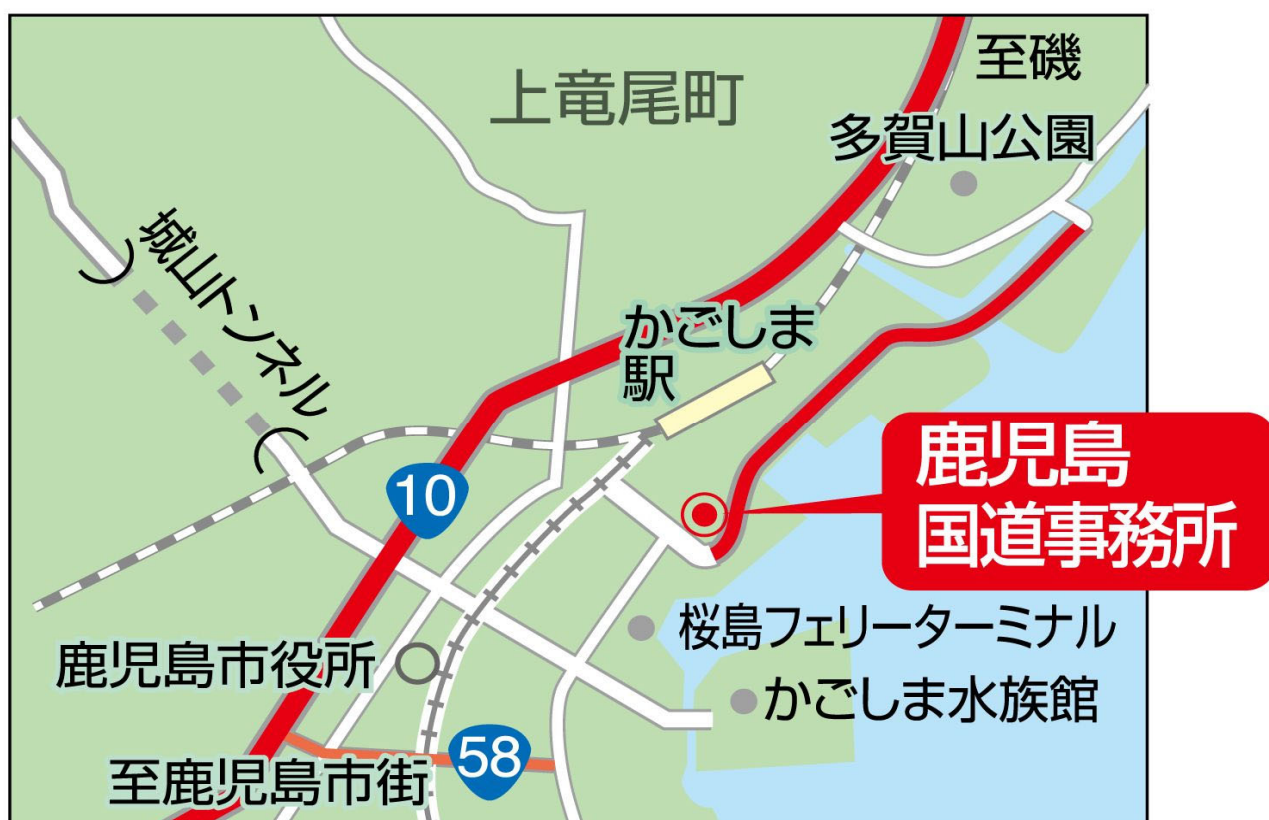 至磯
上竜尾町
多賀山公園
城山トンネル
かごしま
駅
鹿児島
国道事務所
10
桜島フェリーターミナル
鹿児島市役所
かごしま水族館
58
至鹿児島市街